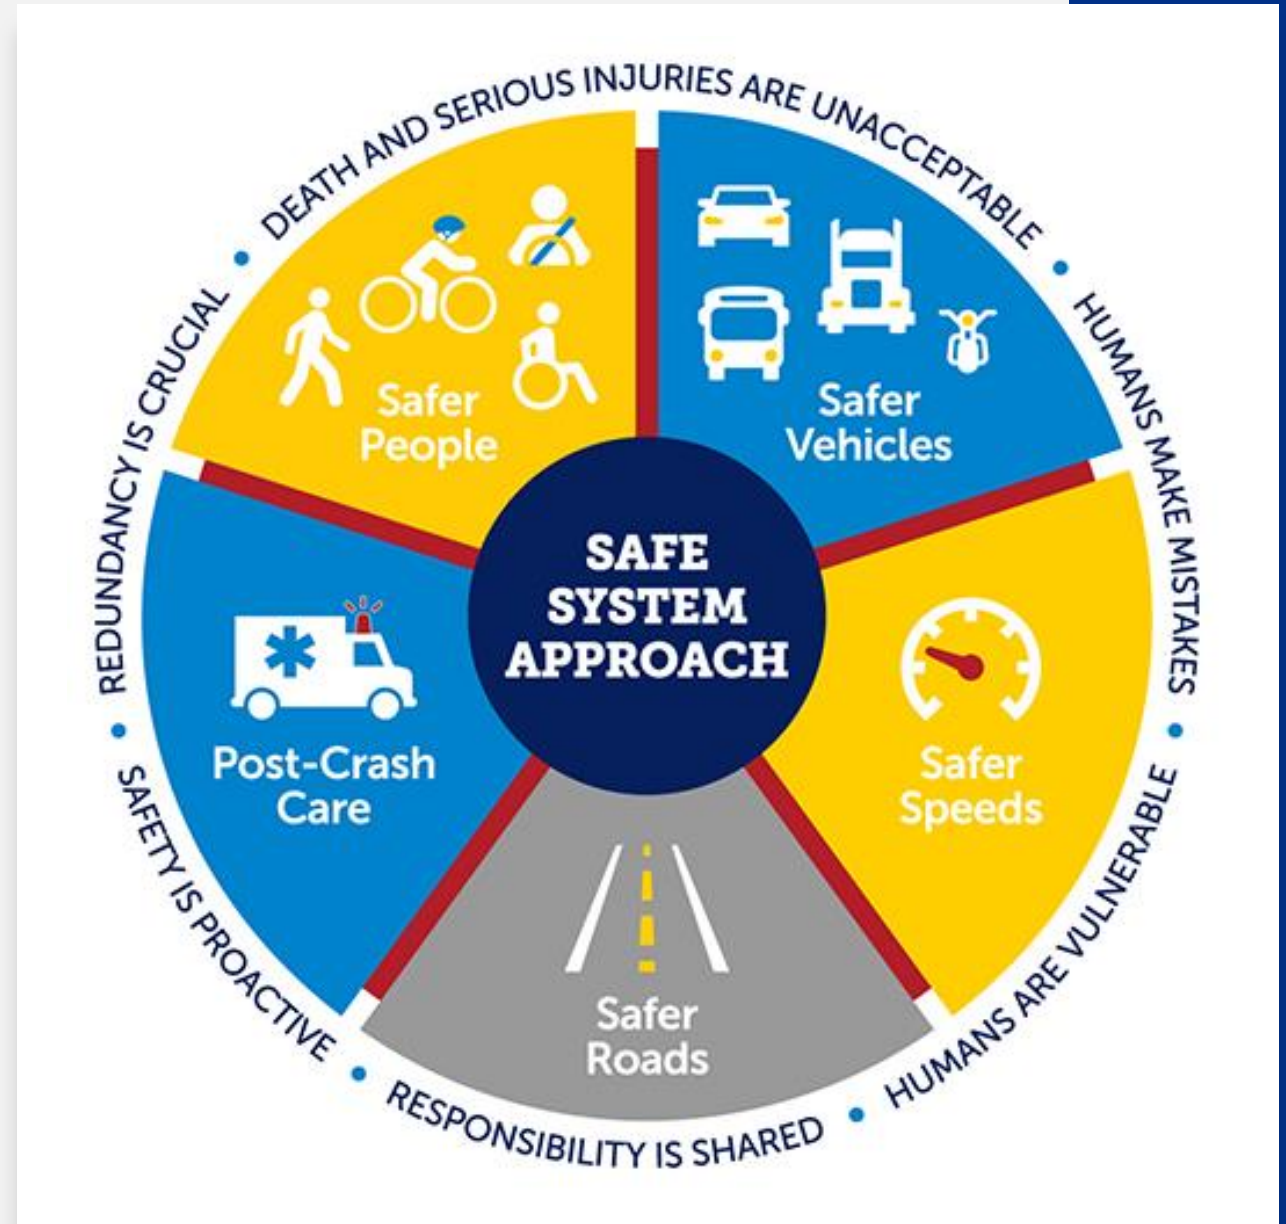 DEATH AND SERIOUS INJURIES ARE UNACCEPTABLE
HUMANS MAKE MISTAKES
HUMANS ARE VULNERABLE
RESPONSIBILITY IS SHARED
SAFETY IS PROACTIVE
REDUNDANCY IS CRUCIAL
Safer
People
Safer
Vehicles
SAFE
SYSTEM
APPROACH
Post-Crash
Care
Safer
Speeds
Safer
Roads